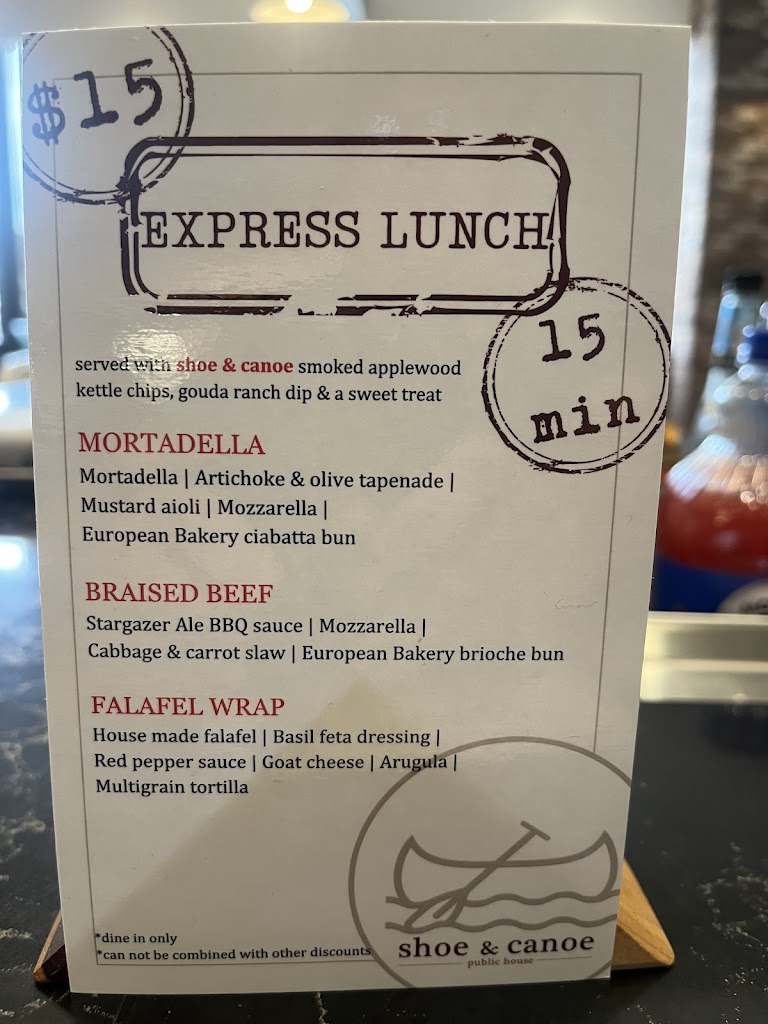 $15
EXPRESS LUNCH
15
min
served with shoe & canoe smoked applewood
kettle chips, gouda ranch dip & a sweet treat
MORTADELLA
Mortadella | Artichoke & olive tapenade |
Mustard aioli | Mozzarella |
European Bakery ciabatta bun
BRAISED BEEF
Stargazer Ale BBQ sauce | Mozzarella |
Cabbage & carrot slaw | European Bakery brioche bun
FALAFEL WRAP
House made falafel | Basil feta dressing |
Red pepper sauce | Goat cheese | Arugula |
Multigrain tortilla
*dine in only
*can not be combined with other discounts
shoe & canoe
public house